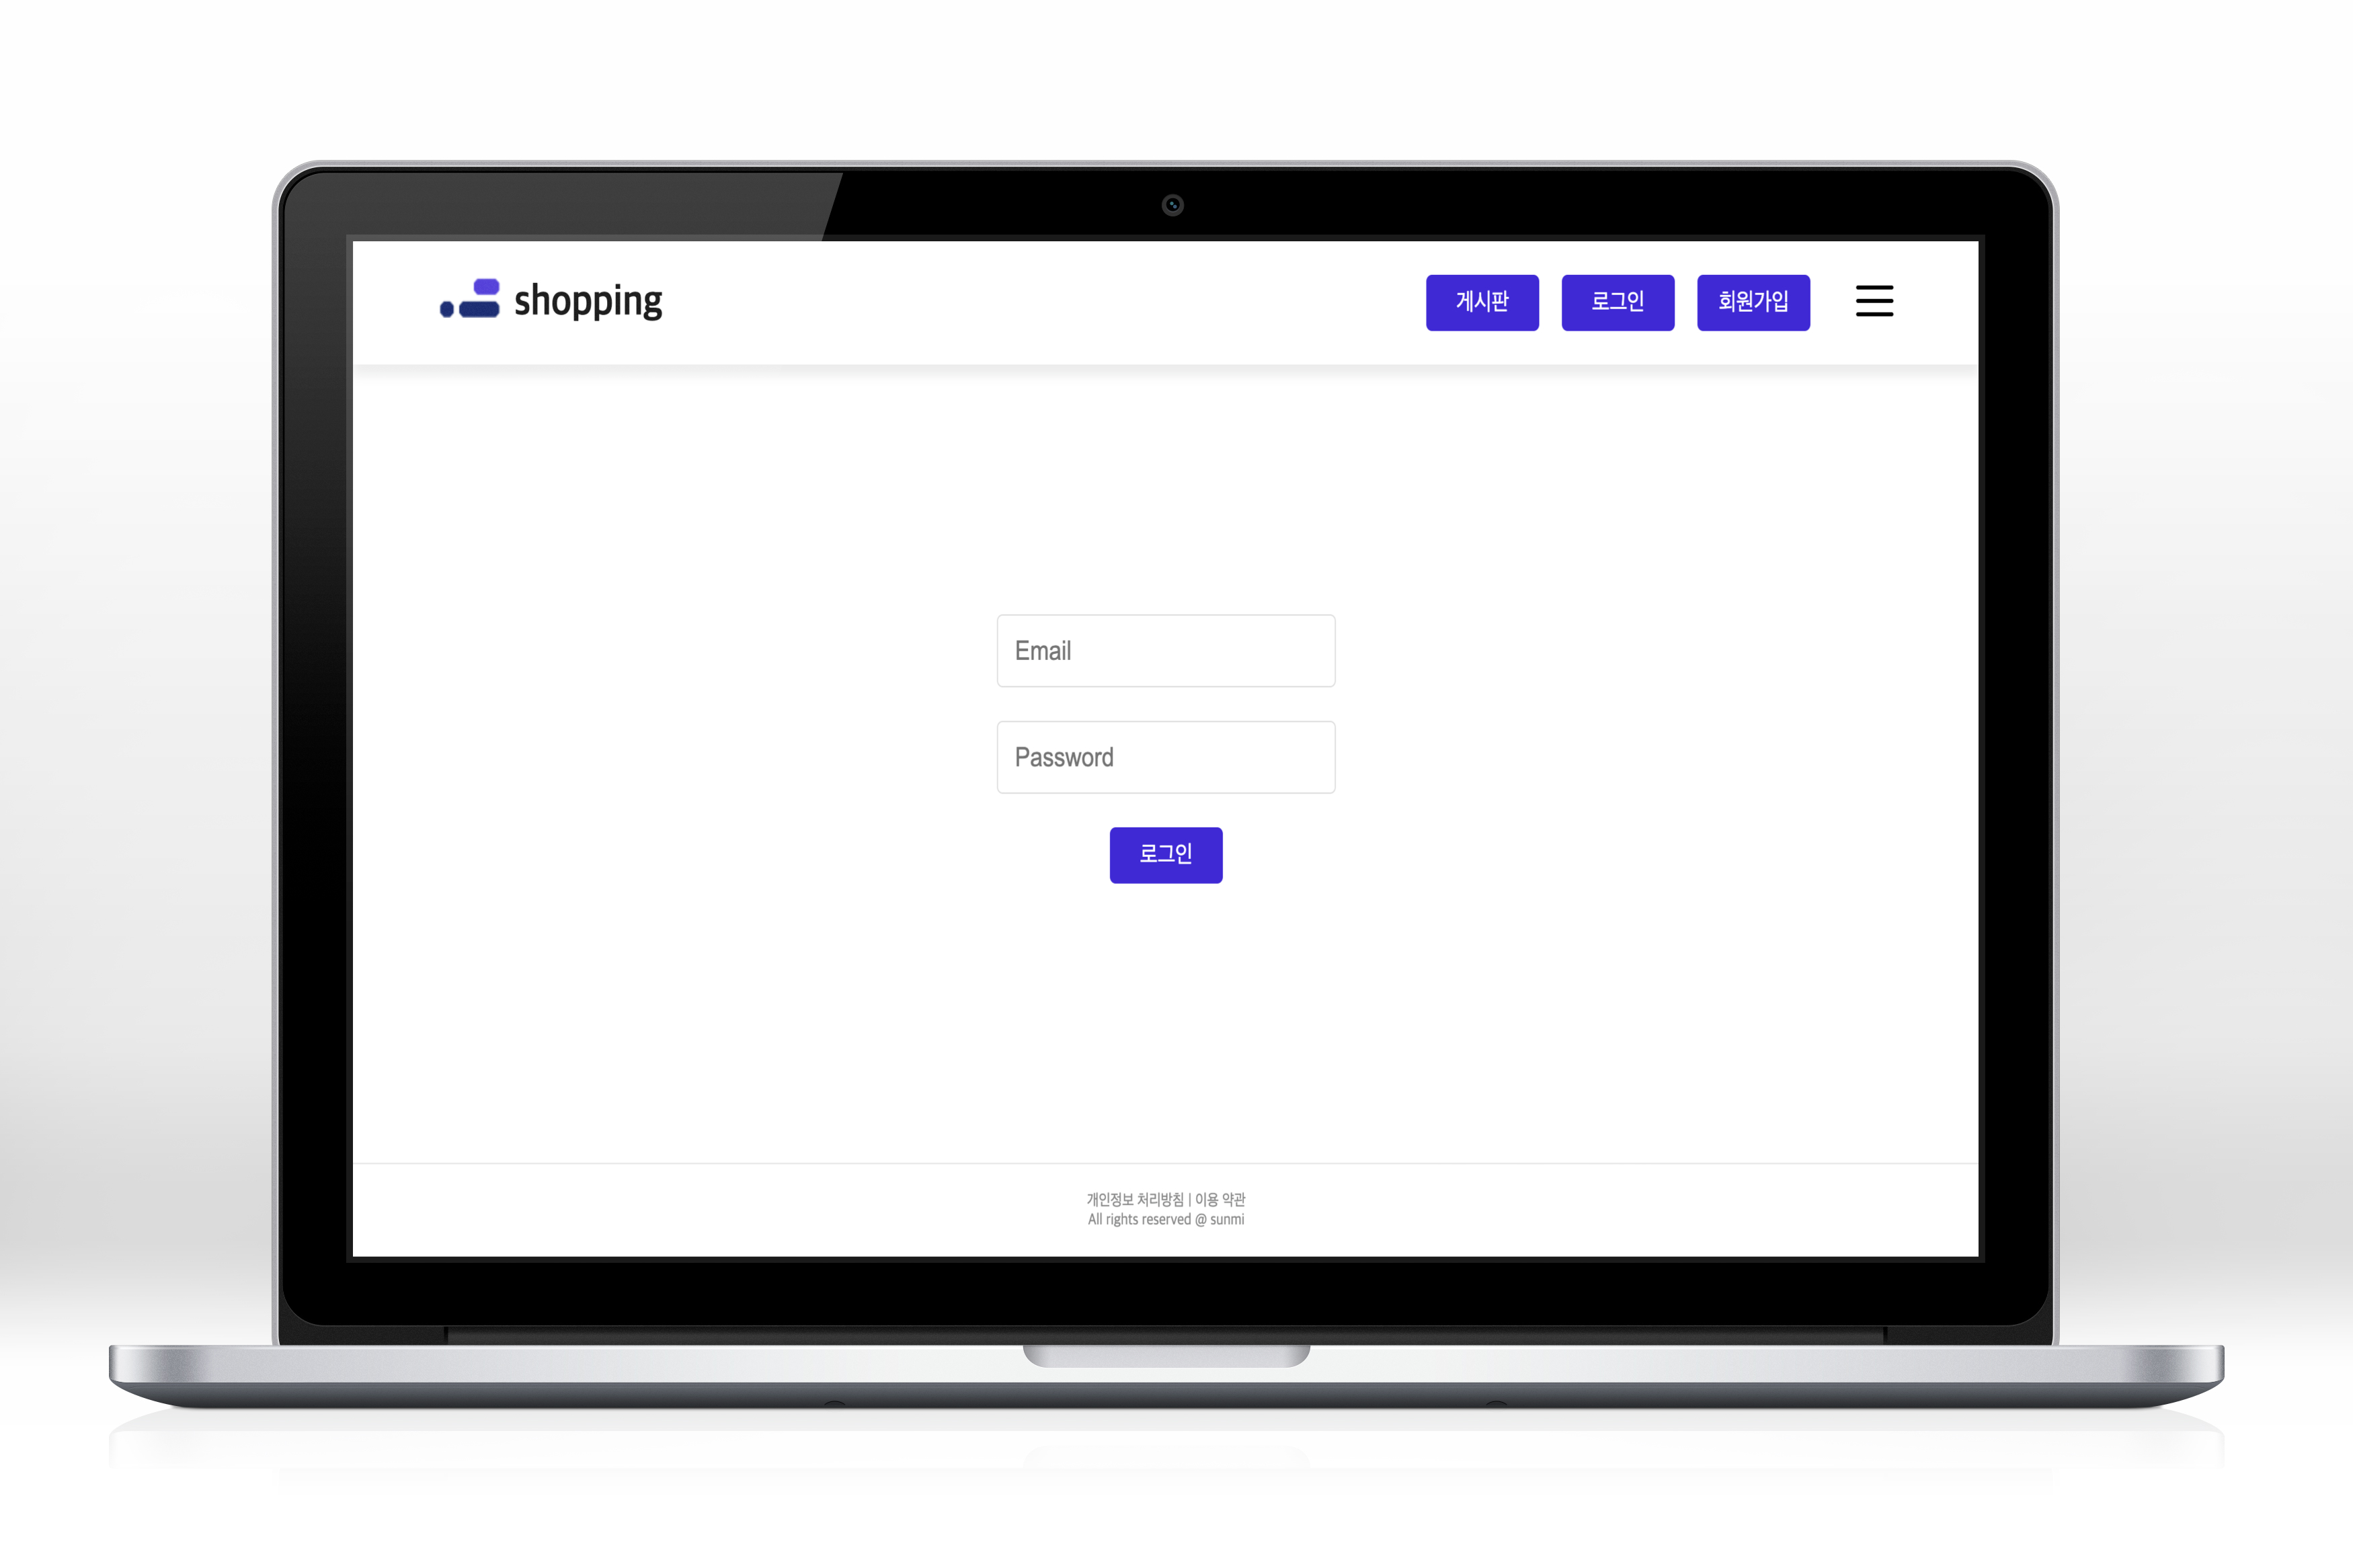 shopping
게시판
로그인
회원가입
Email
Password
로그인
개인정보 처리방침 | 이용 약관
All rights reserved @ sunmi